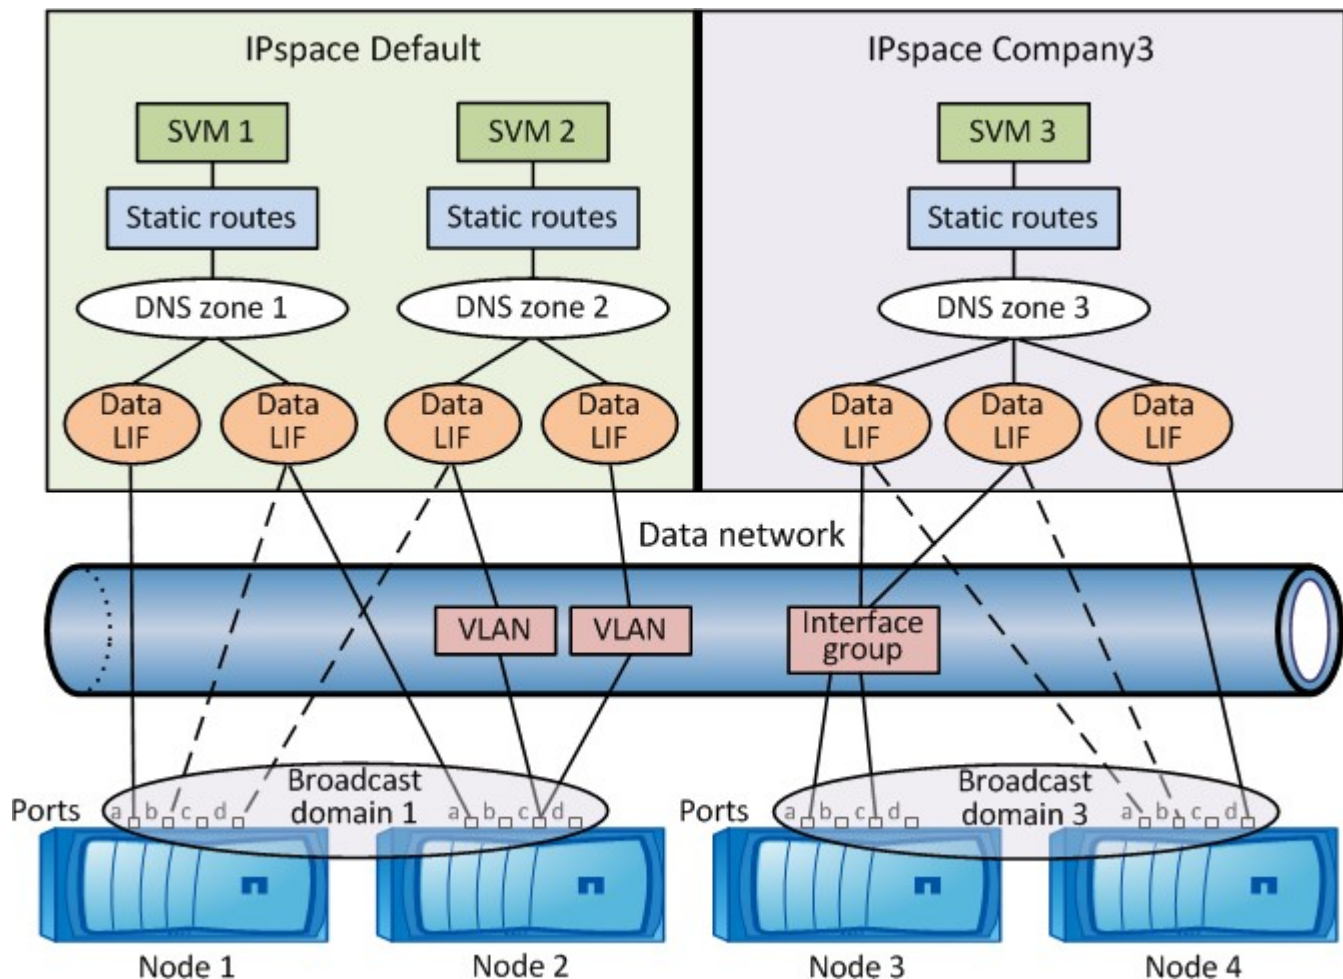 IPspace Default
IPspace Company3
SVM 1
SVM 2
SVM 3
Static routes
Static routes
Static routes
DNS zone 1
DNS zone 2
DNS zone 3
Data
LIF
Data
LIF
Data
LIF
Data
LIF
Data
LIF
Data
LIF
Data
LIF
Data network
VLAN
VLAN
Interface
group
Broadcast
domain 1
Broadcast
domain 3
Ports
a b c d
a b c d
Ports
a b c d
a b c d
Node 1
Node 2
Node 3
Node 4